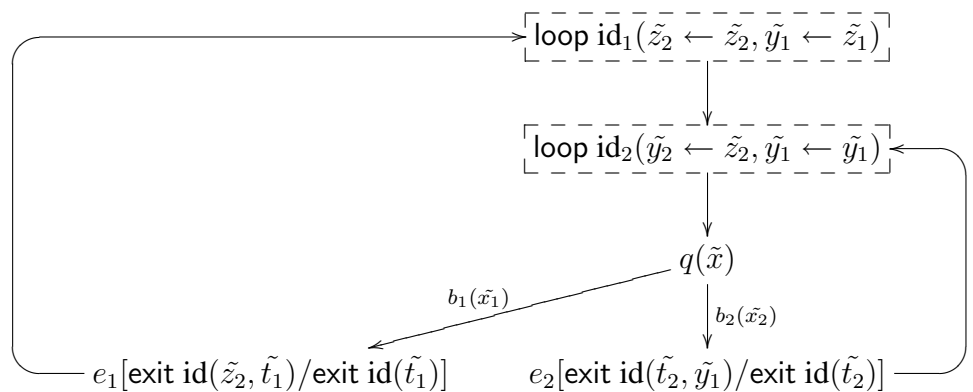 loop id₁(z̃₂ ← z̃₂, ỹ₁ ← z̃₁)
loop id₂(ỹ₂ ← z̃₂, ỹ₁ ← ỹ₁)
q(x̃)
b₁(x̃₁)
b₂(x̃₂)
e₁[exit id(z̃₂, t̃₁)/exit id(t̃₁)]
e₂[exit id(t̃₂, ỹ₁)/exit id(t̃₂)]